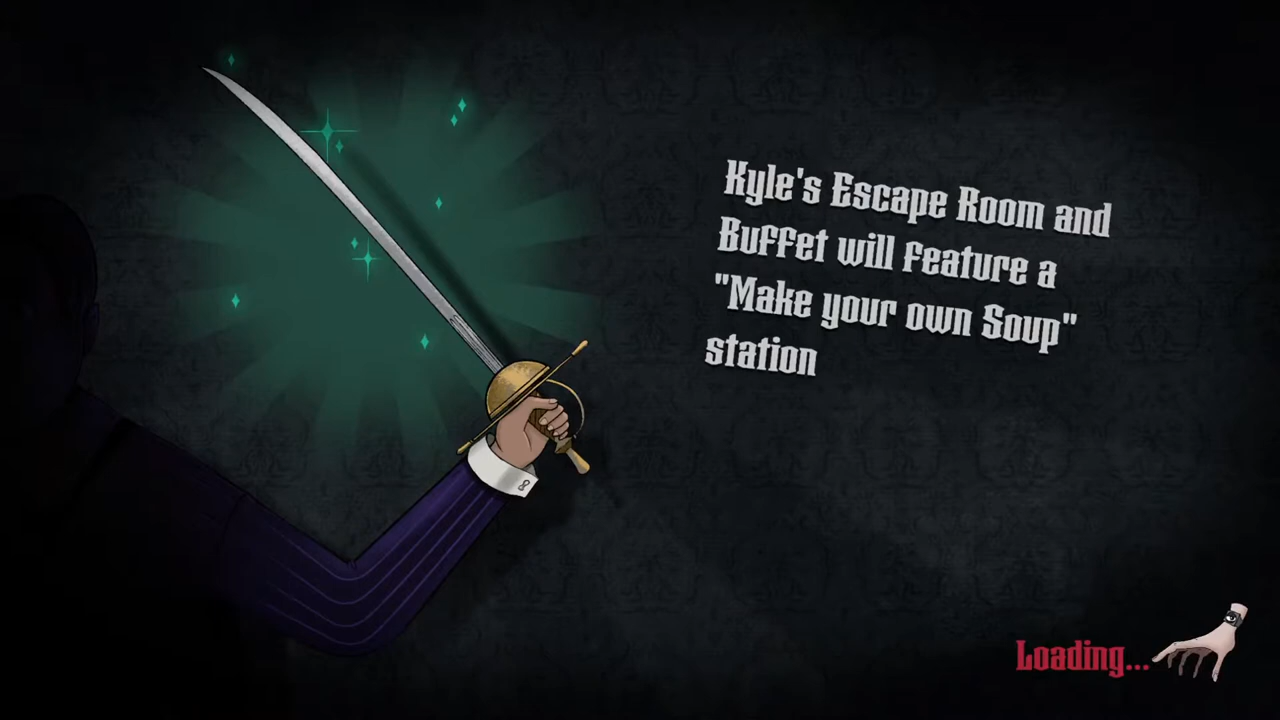 Kyle's Escape Room and
Buffet will feature a
"Make your own Soup"
station
Loading...